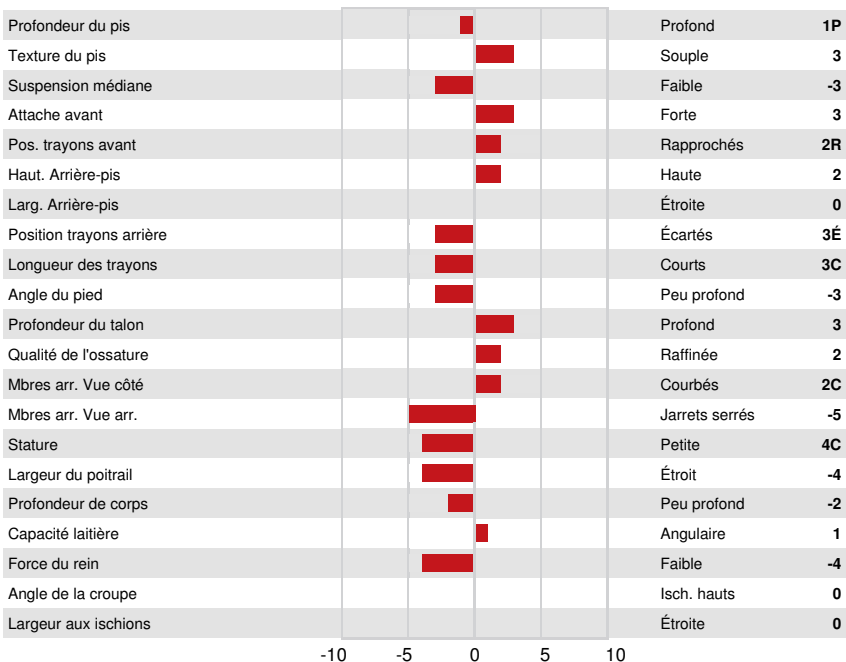 Profondeur du pis Profond 1P
Texture du pis Souple 3
Suspension médiane Faible -3
Attache avant Forte 3
Pos. trayons avant Rapprochés 2R
Haut. Arrière-pis Haute 2
Larg. Arrière-pis Étroite 0
Position trayons arrière Écartés 3É
Longueur des trayons Courts 3C
Angle du pied Peu profond -3
Profondeur du talon Profond 3
Qualité de l'ossature Raffinée 2
Mbres arr. Vue côté Courbés 2C
Mbres arr. Vue arr. Jarrets serrés -5
Stature Petite 4C
Largeur du poitrail Étroit -4
Profondeur de corps Peu profond -2
Capacité laitière Angulaire 1
Force du rein Faible -4
Angle de la croupe Isch. hauts 0
Largeur aux ischions Étroite 0
-10 -5 0 5 10